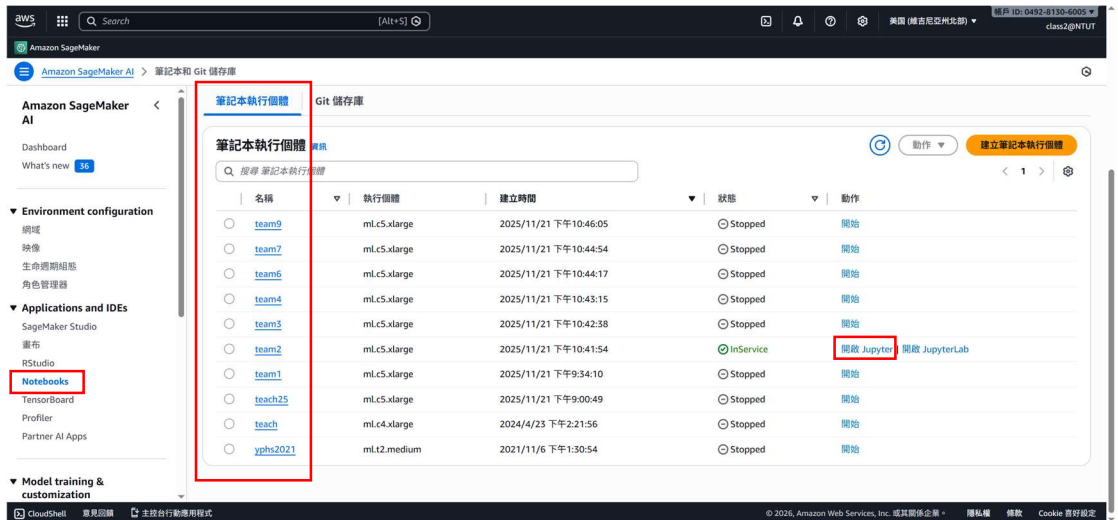 aws
Search [Alt+S]
美国 (維吉尼亞州北部) ▼
帳戶 ID: 0492-8130-6005 ▼
class2@NTUT
Amazon SageMaker
Amazon SageMaker AI > 筆記本和 Git 儲存庫
Amazon SageMaker AI
Dashboard
What's new 36
Environment configuration
網域
映像
生命週期組態
角色管理器
Applications and IDEs
SageMaker Studio
畫布
RStudio
Notebooks
TensorBoard
Profiler
Partner AI Apps
Model training & customization
筆記本執行個體 Git 儲存庫
筆記本執行個體 資訊
動作 ▼ 建立筆記本執行個體
搜尋 筆記本執行個體
1
名稱 執行個體 建立時間 狀態 動作
team9 ml.c5.xlarge 2025/11/21 下午10:46:05 Stopped 開始
team7 ml.c5.xlarge 2025/11/21 下午10:44:54 Stopped 開始
team6 ml.c5.xlarge 2025/11/21 下午10:44:17 Stopped 開始
team4 ml.c5.xlarge 2025/11/21 下午10:43:15 Stopped 開始
team3 ml.c5.xlarge 2025/11/21 下午10:42:38 Stopped 開始
team2 ml.c5.xlarge 2025/11/21 下午10:41:54 InService 開啟 Jupyter | 開啟 JupyterLab
team1 ml.c5.xlarge 2025/11/21 下午9:34:10 Stopped 開始
teach25 ml.c5.xlarge 2025/11/21 下午9:00:49 Stopped 開始
teach ml.c4.xlarge 2024/4/23 下午2:21:56 Stopped 開始
yphs2021 ml.t2.medium 2021/11/6 下午1:30:54 Stopped 開始
CloudShell 意見回饋 主控台行動應用程式
© 2026, Amazon Web Services, Inc. 或其關係企業。 隱私權 條款 Cookie 喜好設定